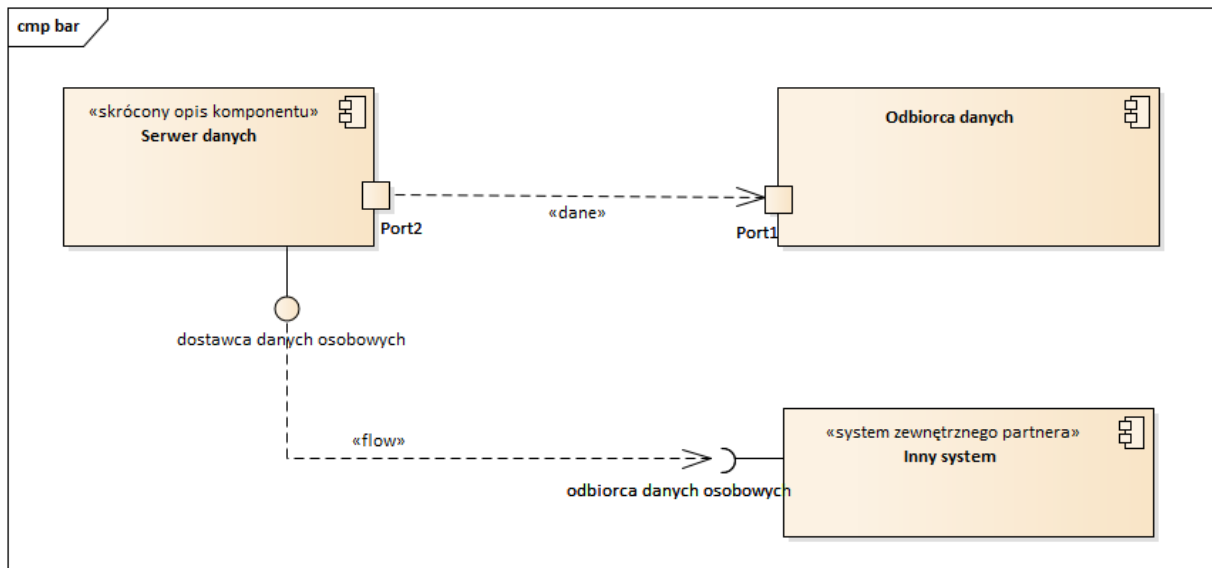 cmp bar
«skrócony opis komponentu»
Serwer danych
Odbiorca danych
«dane»
Port2
Port1
dostawca danych osobowych
«flow»
«system zewnętrznego partnera»
Inny system
odbiorca danych osobowych